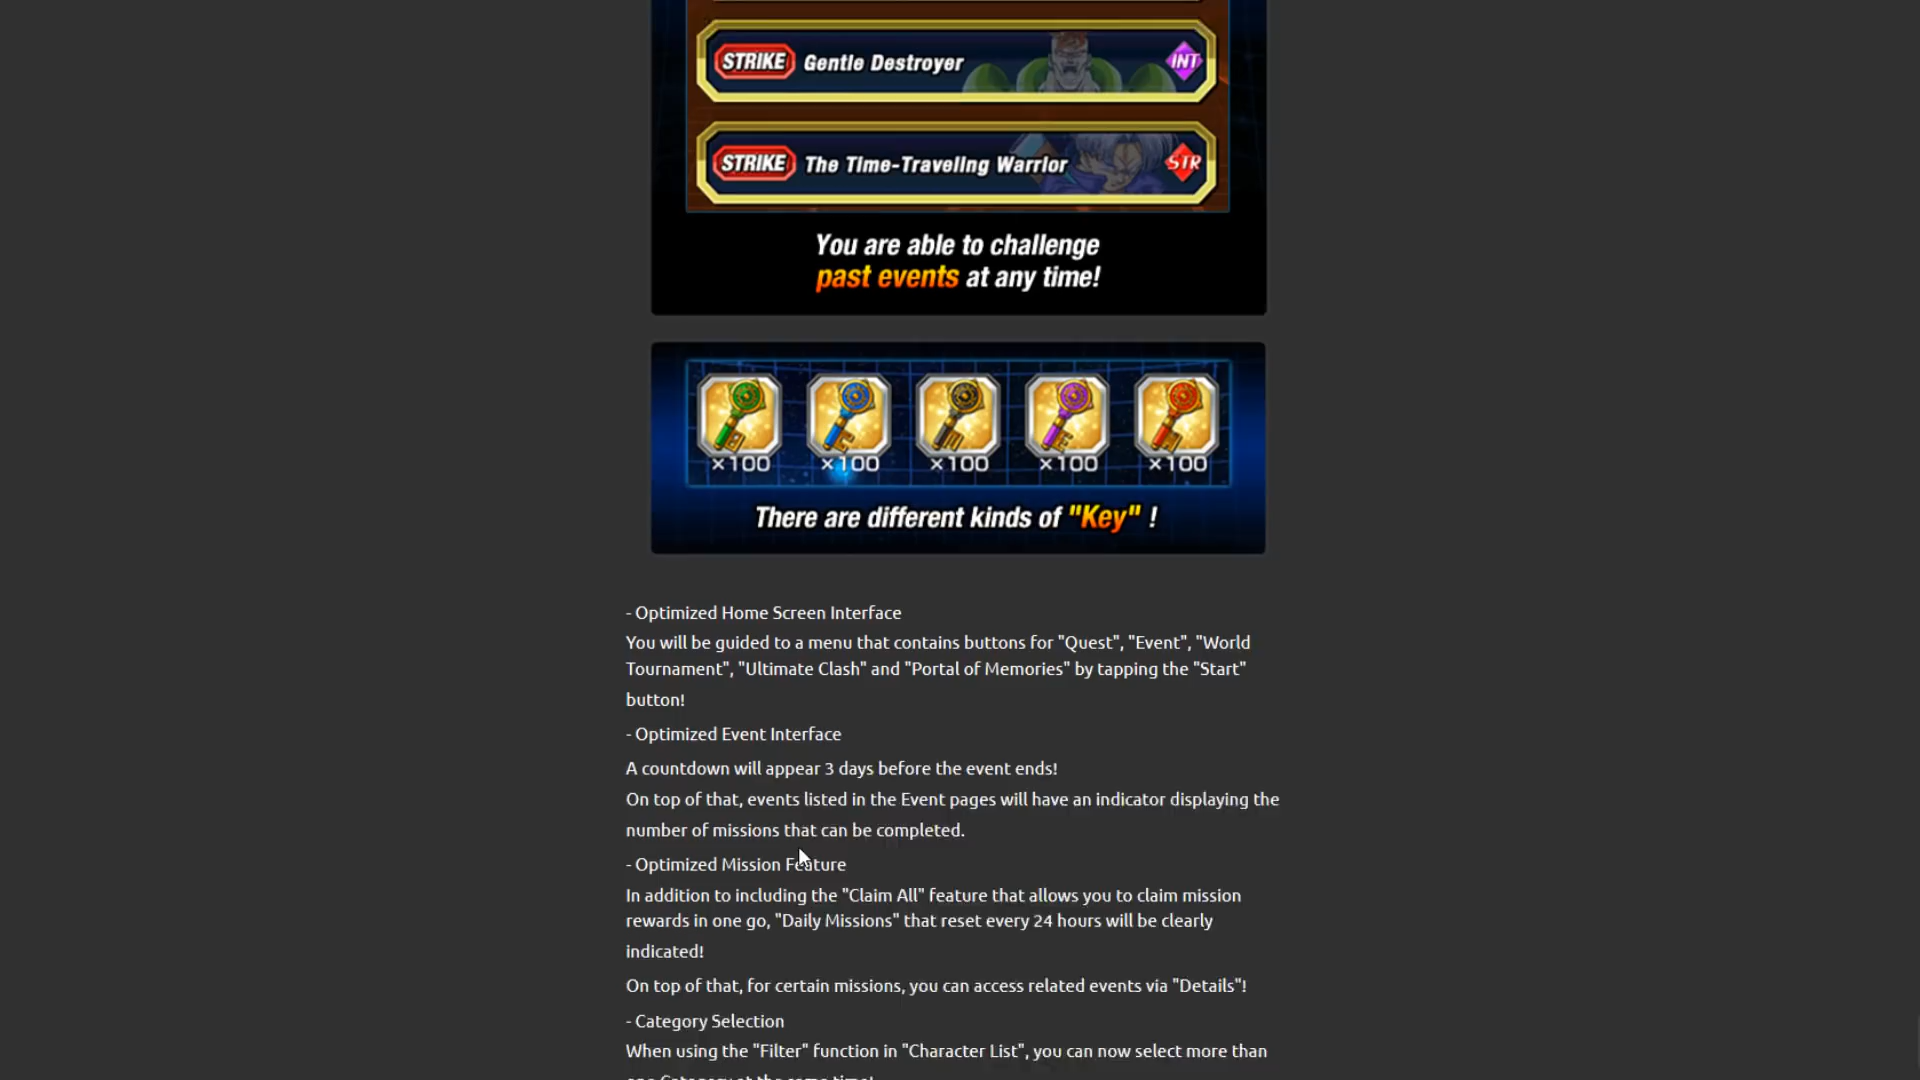 STRIKE Gentle Destroyer INT
STRIKE The Time-Traveling Warrior STR
You are able to challenge
past events at any time!
×100 ×100 ×100 ×100 ×100
There are different kinds of "Key" !
- Optimized Home Screen Interface
You will be guided to a menu that contains buttons for "Quest", "Event", "World
Tournament", "Ultimate Clash" and "Portal of Memories" by tapping the "Start"
button!
- Optimized Event Interface
A countdown will appear 3 days before the event ends!
On top of that, events listed in the Event pages will have an indicator displaying the
number of missions that can be completed.
- Optimized Mission Feature
In addition to including the "Claim All" feature that allows you to claim mission
rewards in one go, "Daily Missions" that reset every 24 hours will be clearly
indicated!
On top of that, for certain missions, you can access related events via "Details"!
- Category Selection
When using the "Filter" function in "Character List", you can now select more than
one Category at the same time!